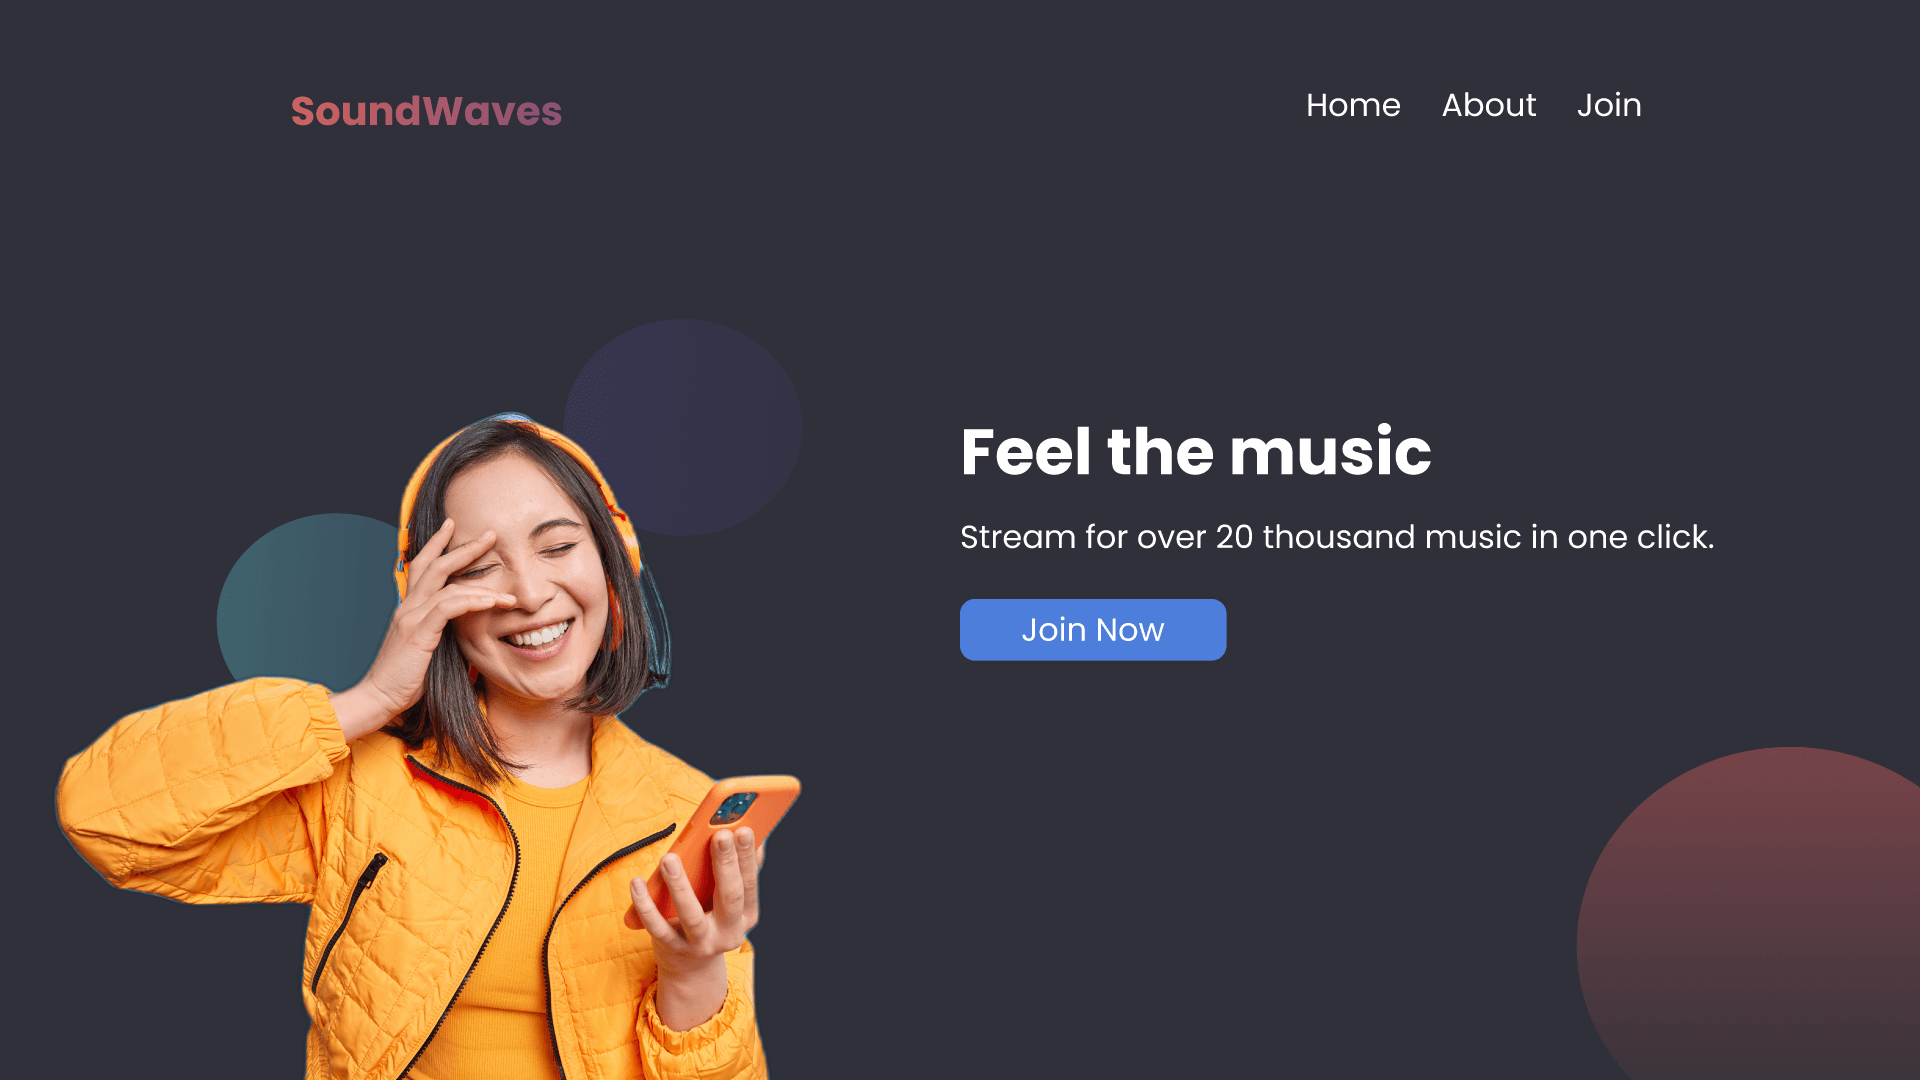 SoundWaves
Home About Join
Feel the music
Stream for over 20 thousand music in one click.
Join Now